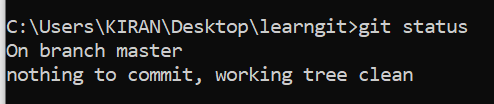 C:\Users\KIRAN\Desktop\learngit>git status
On branch master
nothing to commit, working tree clean